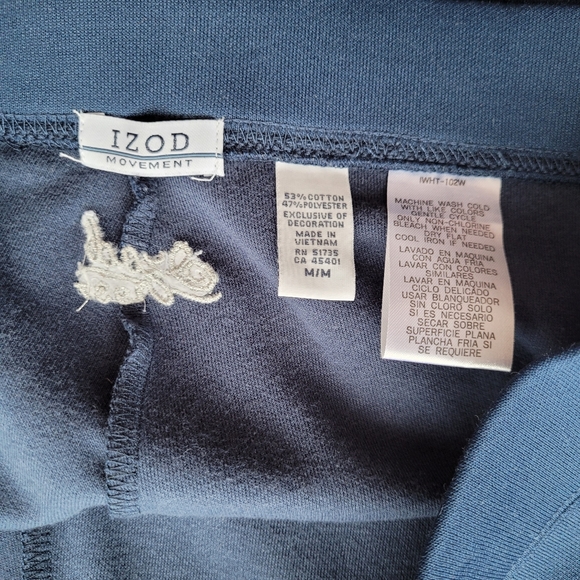 IZOD
MOVEMENT
53% COTTON
47% POLYESTER
EXCLUSIVE OF
DECORATION
MADE IN
VIETNAM
RN 51735
CA 45401
M/M
IWHT-102W
MACHINE WASH COLD
WITH LIKE COLORS
GENTLE CYCLE
ONLY NON-CHLORINE
BLEACH WHEN NEEDED
DRY FLAT
COOL IRON IF NEEDED
LAVADO EN MAQUINA
CON AGUA FRIA
LAVAR CON COLORES
SIMILARES
LAVAR EN MAQUINA
CICLO DELICADO
USAR BLANQUEADOR
SIN CLORO SOLO
SI ES NECESARIO
SECAR SOBRE
SUPERFICIE PLANA
PLANCHA FRIA SI
SE REQUIERE